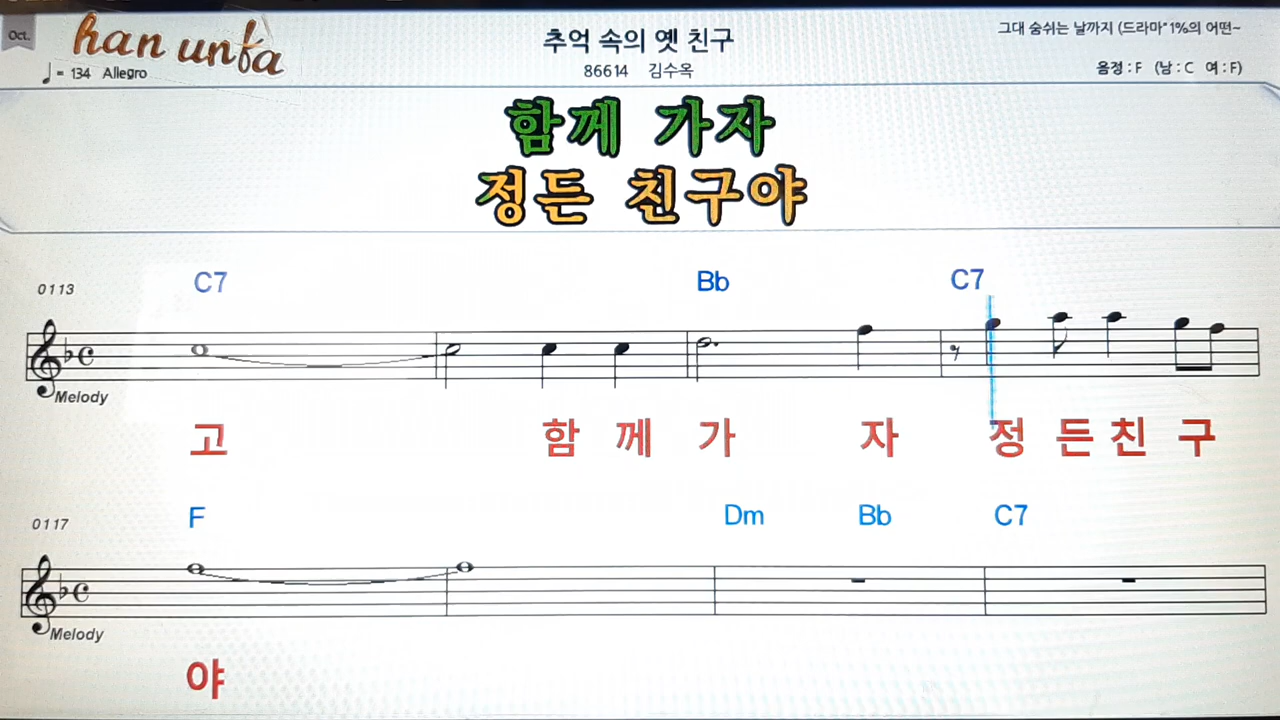 Oct.
han unfa
♩= 134 Allegro
추억 속의 옛 친구
86614 김수옥
그대 숨쉬는 날까지 (드라마"1%의 어떤~
음정 : F (남 : C 여 : F)
함께 가자
정든 친구야
0113 C7 Bb C7
Melody
고 함 께 가 자 정 든 친 구
0117 F Dm Bb C7
Melody
야